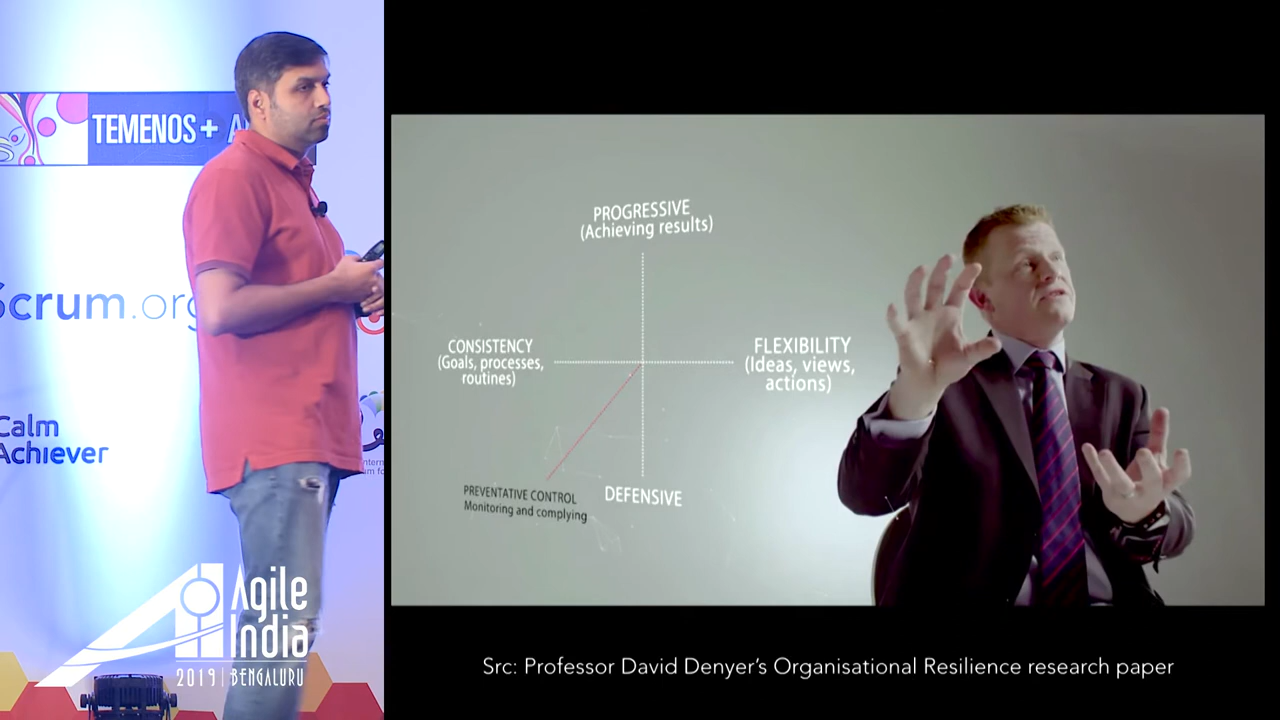 TEMENOS+ A
Scrum.org
Calm
Achiever
Agile
India
2019 | BENGALURU
PROGRESSIVE
(Achieving results)
CONSISTENCY
(Goals, processes,
routines)
FLEXIBILITY
(Ideas, views,
actions)
PREVENTATIVE CONTROL
Monitoring and complying
DEFENSIVE
Src: Professor David Denyer's Organisational Resilience research paper